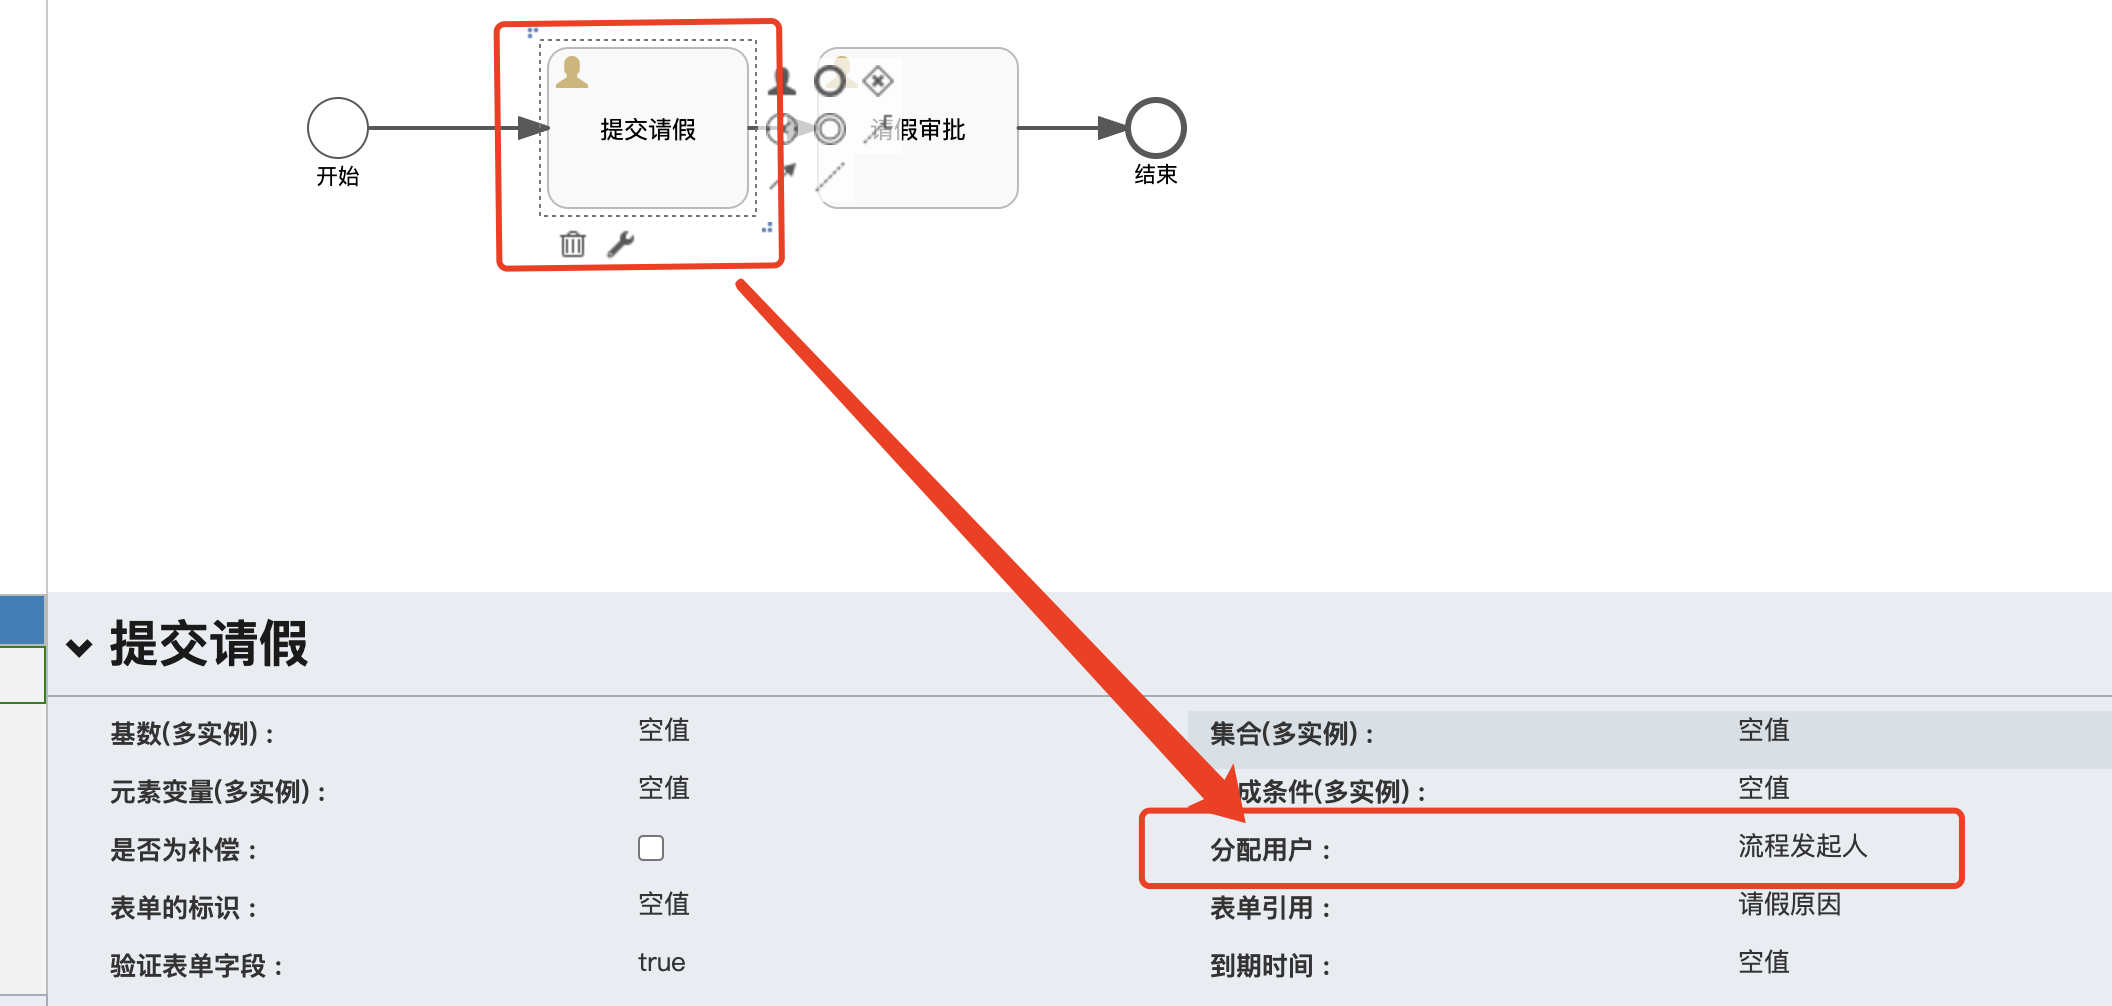 提交请假
请假审批
开始
结束
提交请假
基数(多实例) :
空值
集合(多实例) :
空值
元素变量(多实例) :
空值
成条件(多实例) :
空值
是否为补偿 :
分配用户 :
流程发起人
表单的标识 :
空值
表单引用 :
请假原因
验证表单字段 :
true
到期时间 :
空值